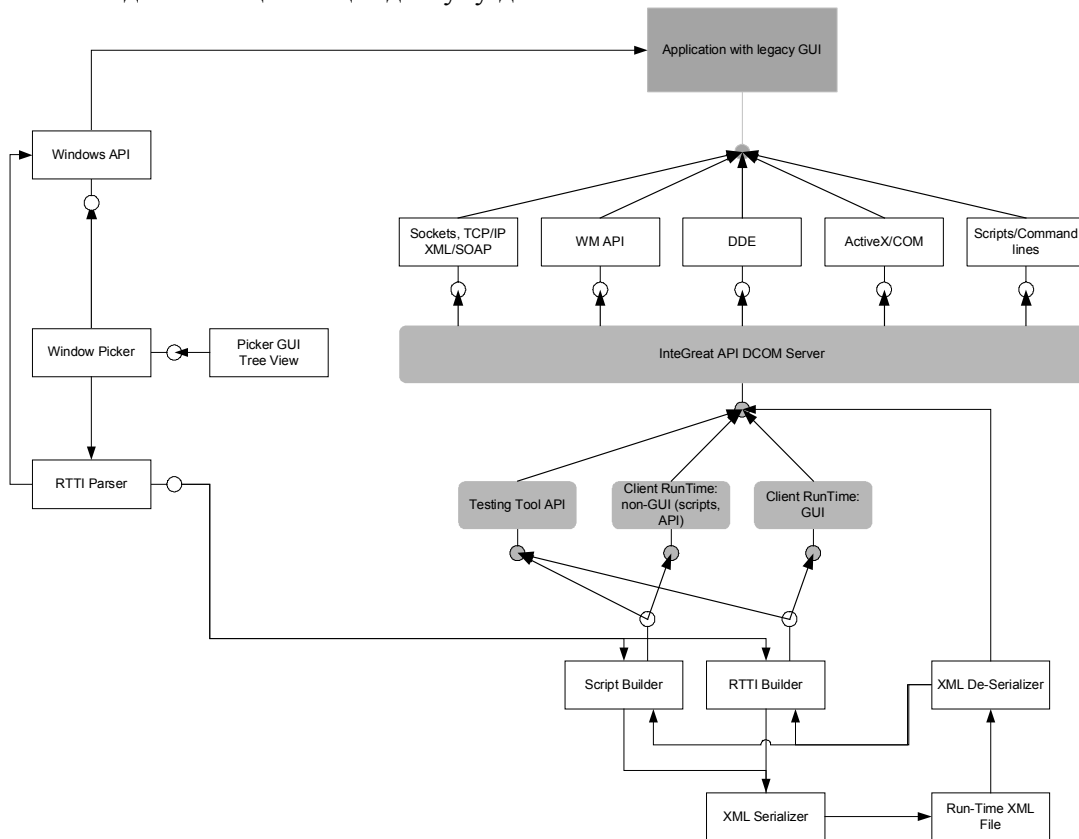 Application with legacy GUI
Windows API
Sockets, TCP/IP
XML/SOAP
WM API
DDE
ActiveX/COM
Scripts/Command
lines
Window Picker
Picker GUI
Tree View
InteGreat API DCOM Server
RTTI Parser
Testing Tool API
Client RunTime:
non-GUI (scripts,
API)
Client RunTime:
GUI
Script Builder
RTTI Builder
XML De-Serializer
XML Serializer
Run-Time XML
File